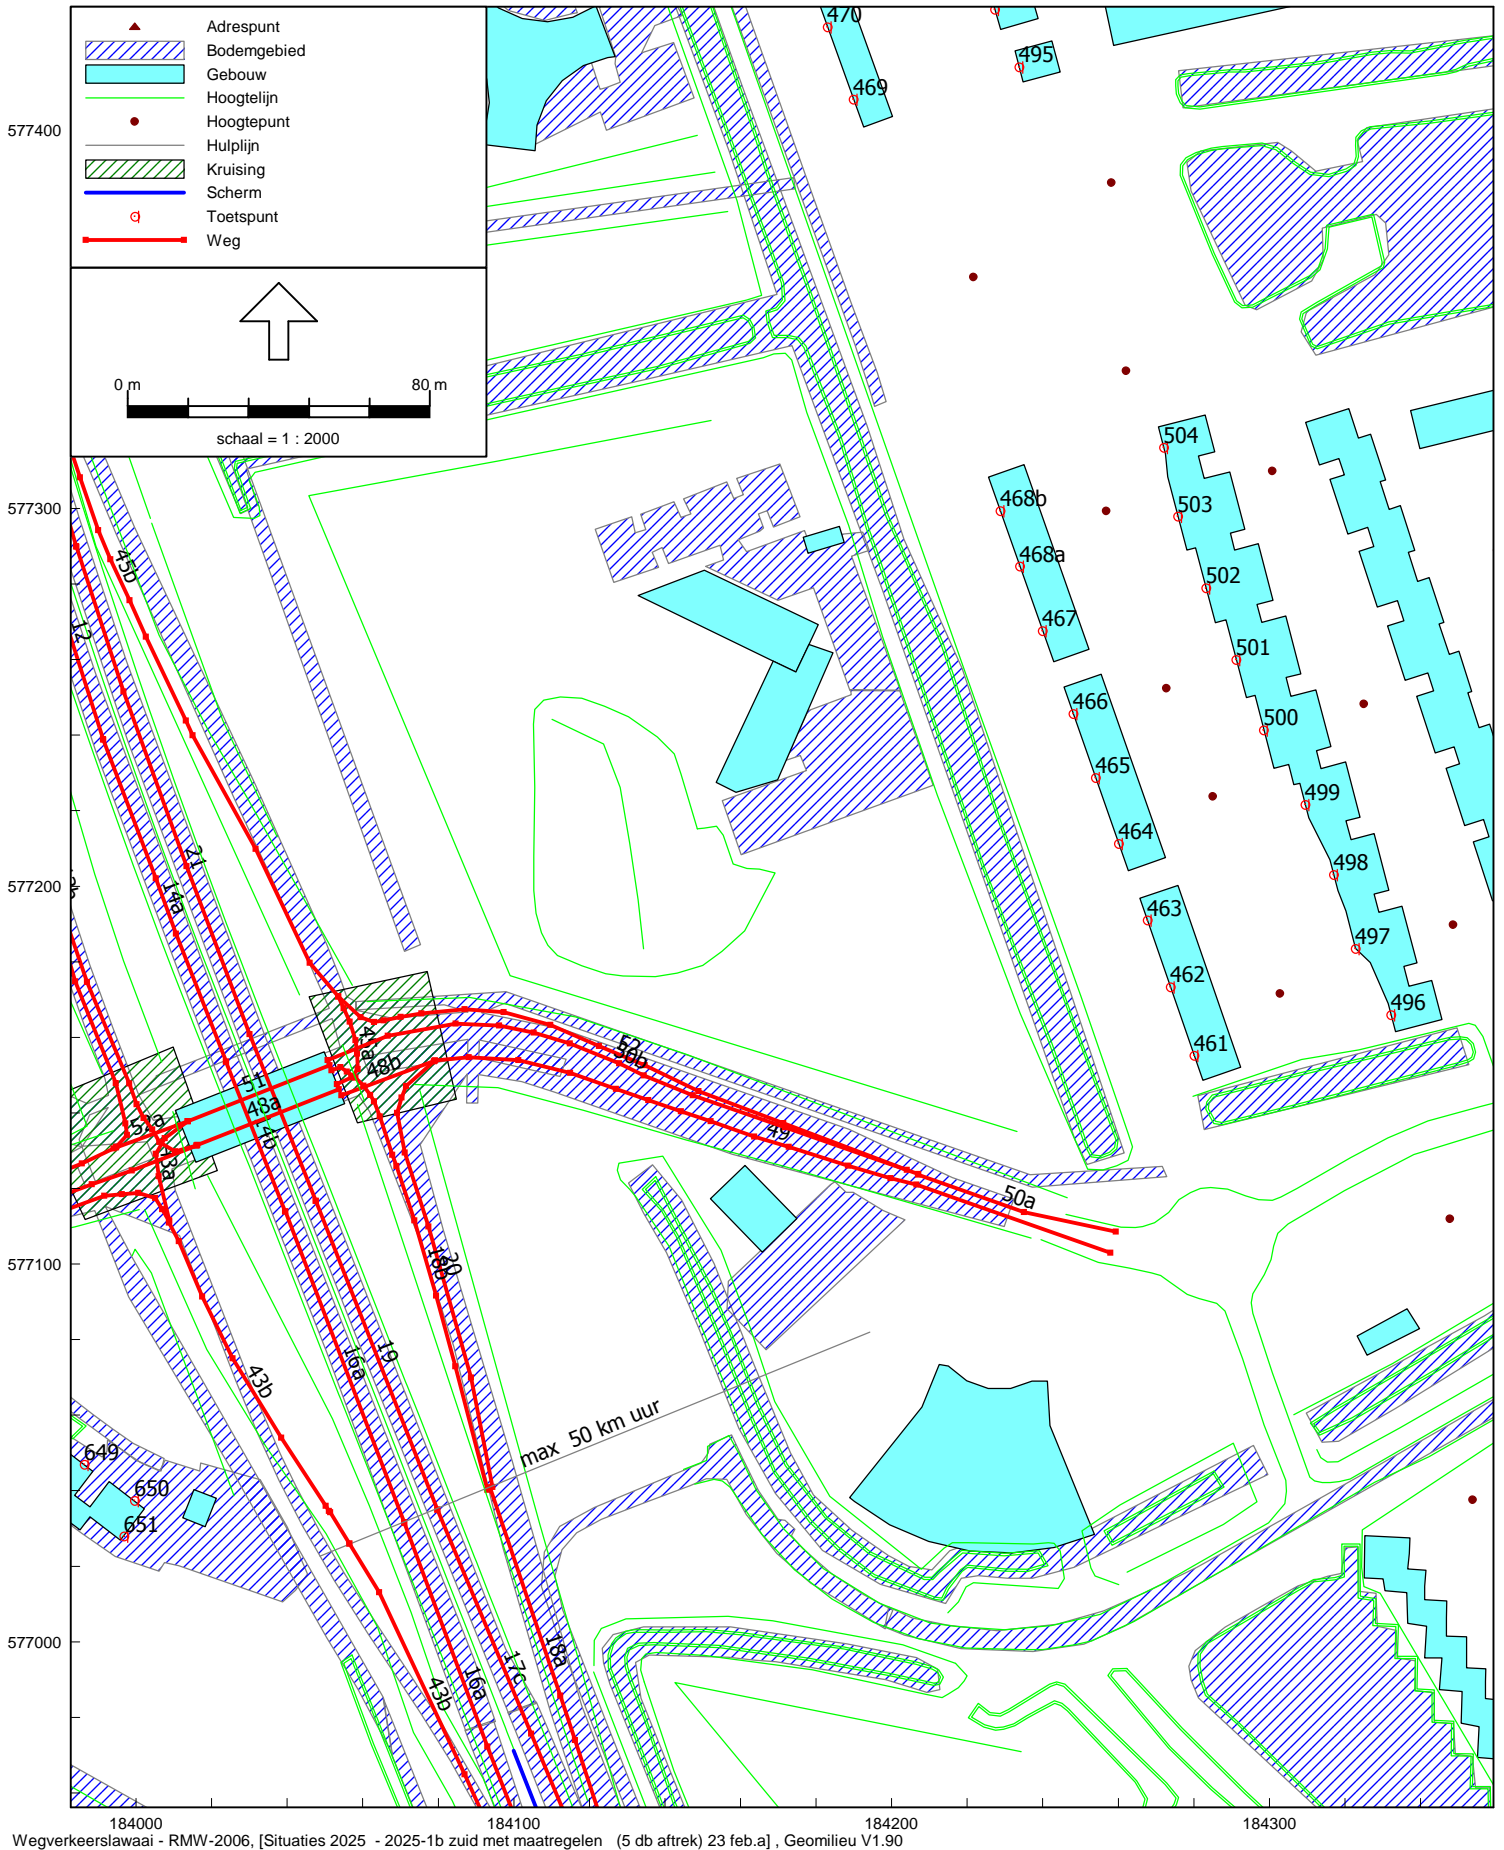 Adrespunt
Bodemgebied
Gebouw
Hoogtelijn
Hoogtepunt
Hulplijn
Kruising
Scherm
Toetspunt
Weg
0 m 80 m
schaal = 1 : 2000
470
469
495
577400
504
503
468b
577300
468a
502
45b
467
12
501
466
500
465
499
464
21
498
577200
14a
463
497
462
496
45a
52
50b
461
48b
51
48a
52a
14b
49
43a
50a
577100
18b
20
16a
19
43b
max 50 km uur
649
650
651
577000
18a
17c
16a
43b
184000 184100 184200 184300
Wegverkeerslawaai - RMW-2006, [Situaties 2025 - 2025-1b zuid met maatregelen (5 db aftrek) 23 feb.a] , Geomilieu V1.90